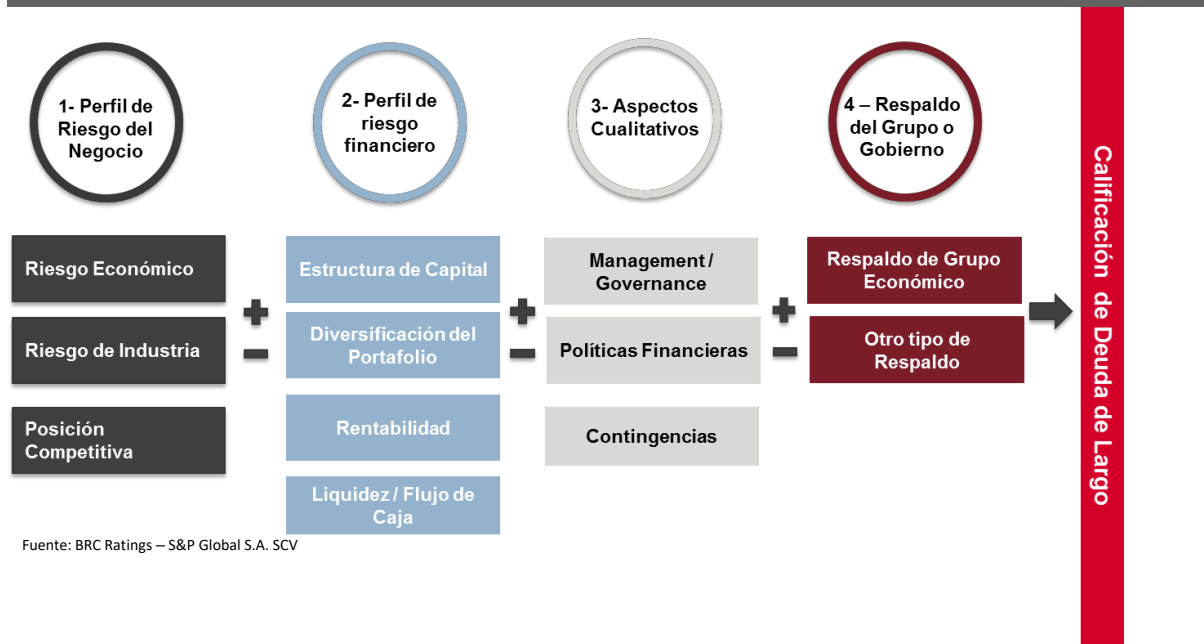 1- Perfil de
Riesgo del
Negocio
2- Perfil de
riesgo
financiero
3- Aspectos
Cualitativos
4 – Respaldo
del Grupo o
Gobierno
Riesgo Económico
Riesgo de Industria
Posición
Competitiva
Estructura de Capital
Diversificación del
Portafolio
Rentabilidad
Liquidez / Flujo de
Caja
Management /
Governance
Políticas Financieras
Contingencias
Respaldo de Grupo
Económico
Otro tipo de
Respaldo
Calificación de Deuda de Largo
Fuente: BRC Ratings – S&P Global S.A. SCV